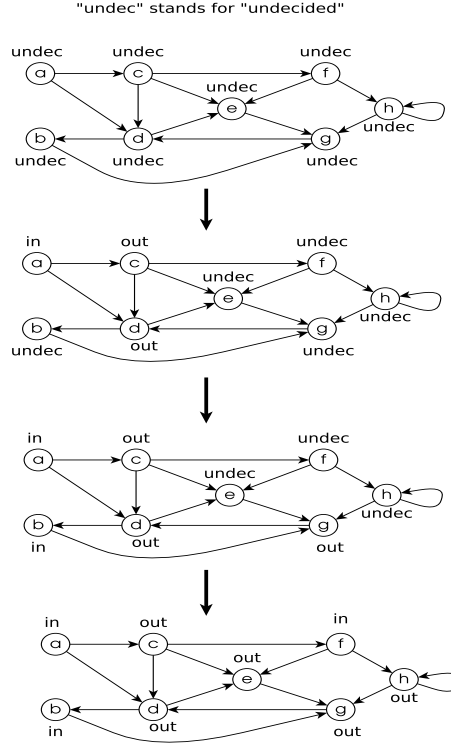 "undec" stands for "undecided"
undec undec undec
a c f
undec
e h
undec
b d g
undec undec undec
in out undec
a c f
undec
e h
undec
b d g
undec out undec
in out undec
a c f
undec
e h
undec
b d g
in out out
in out in
a c f
out
e h
out
b d g
in out out